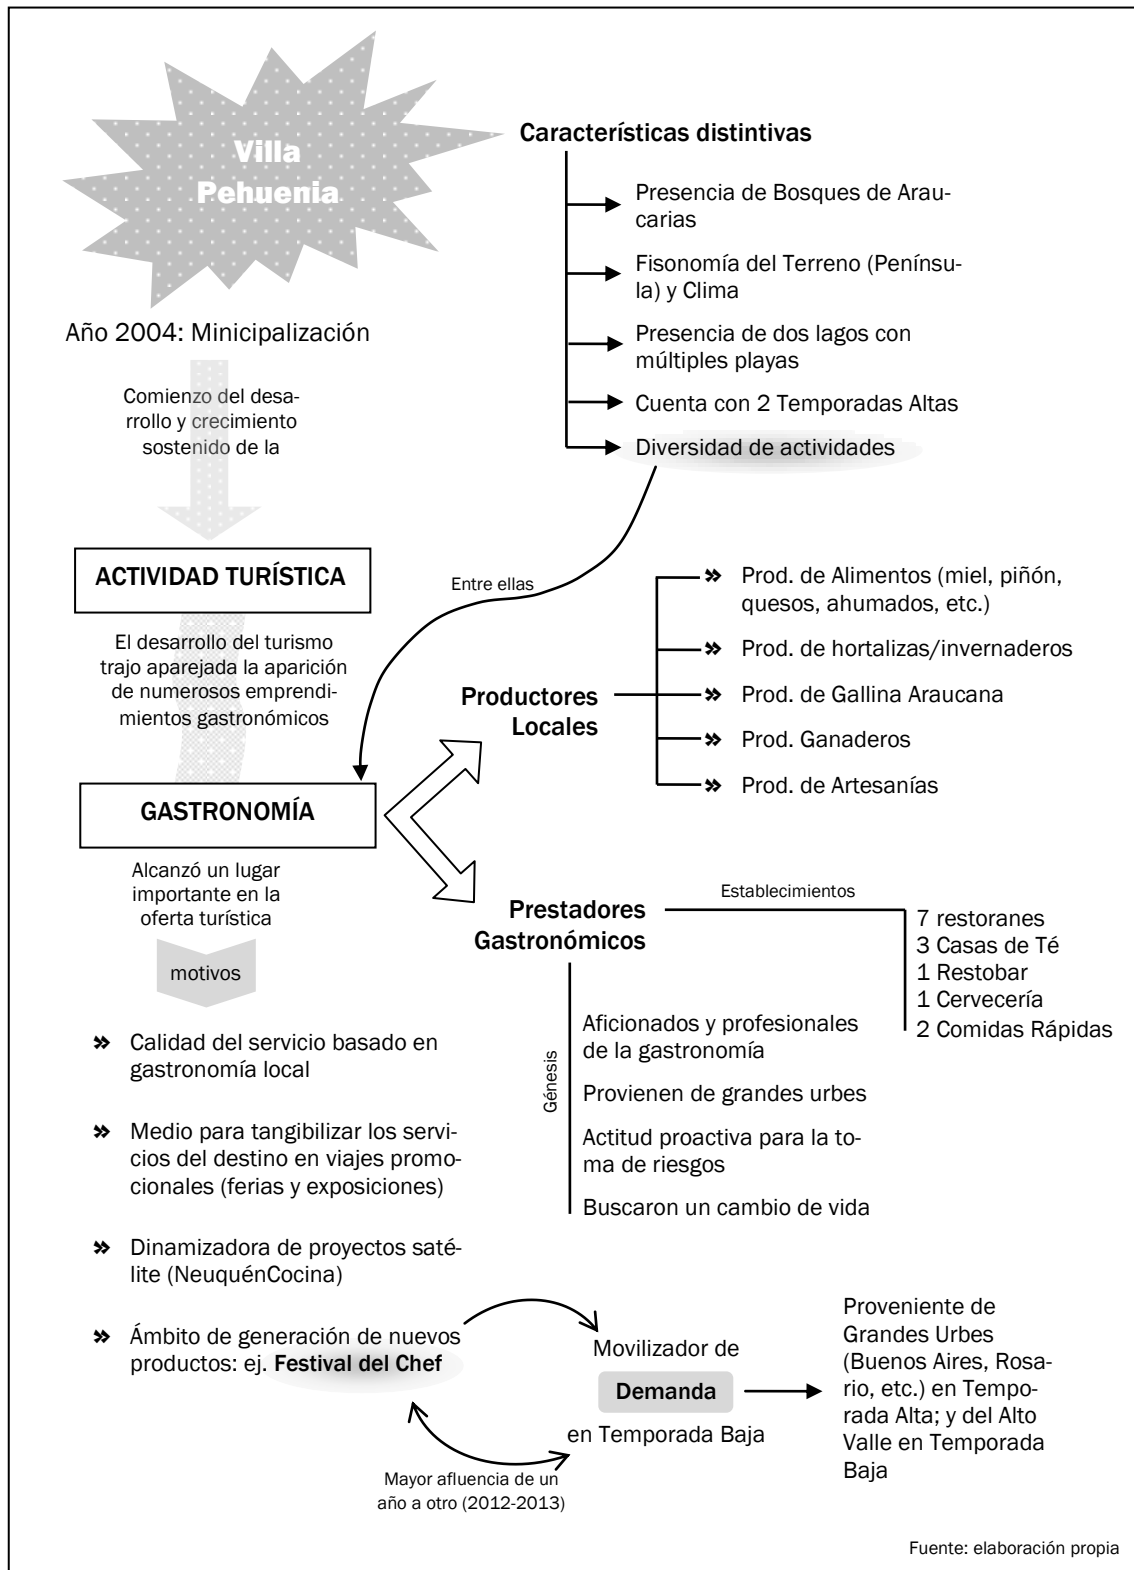 Villa
Pehuenia
Año 2004: Minicipalización
Comienzo del desa-
rrollo y crecimiento
sostenido de la
ACTIVIDAD TURÍSTICA
El desarrollo del turismo
trajo aparejada la aparición
de numerosos emprendi-
mientos gastronómicos
GASTRONOMÍA
Alcanzó un lugar
importante en la
oferta turística
motivos
Calidad del servicio basado en
gastronomía local
Medio para tangibilizar los servi-
cios del destino en viajes promo-
cionales (ferias y exposiciones)
Dinamizadora de proyectos saté-
lite (NeuquénCocina)
Ámbito de generación de nuevos
productos: ej. Festival del Chef
Características distintivas
Presencia de Bosques de Arau-
carias
Fisonomía del Terreno (Penínsu-
la) y Clima
Presencia de dos lagos con
múltiples playas
Cuenta con 2 Temporadas Altas
Diversidad de actividades
Entre ellas
Productores
Locales
Prod. de Alimentos (miel, piñón,
quesos, ahumados, etc.)
Prod. de hortalizas/invernaderos
Prod. de Gallina Araucana
Prod. Ganaderos
Prod. de Artesanías
Prestadores
Gastronómicos
Establecimientos
7 restoranes
3 Casas de Té
1 Restobar
1 Cervecería
2 Comidas Rápidas
Génesis
Aficionados y profesionales
de la gastronomía
Provienen de grandes urbes
Actitud proactiva para la to-
ma de riesgos
Buscaron un cambio de vida
Movilizador de
Demanda
en Temporada Baja
Mayor afluencia de un
año a otro (2012-2013)
Proveniente de
Grandes Urbes
(Buenos Aires, Rosa-
rio, etc.) en Tempo-
rada Alta; y del Alto
Valle en Temporada
Baja
Fuente: elaboración propia